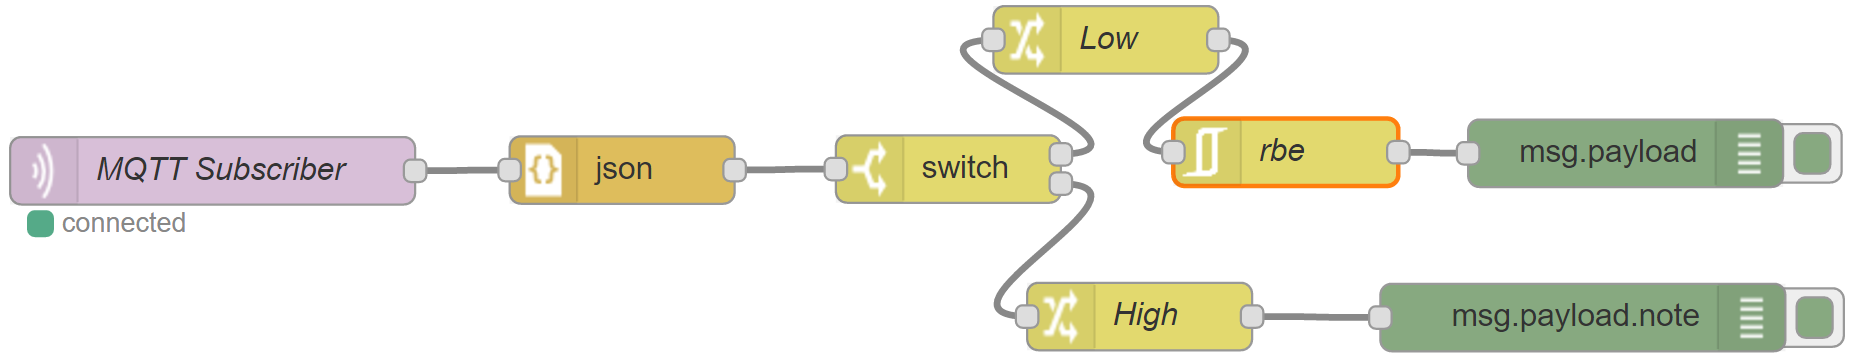 Low
MQTT Subscriber
json
switch
rbe
msg.payload
connected
High
msg.payload.note